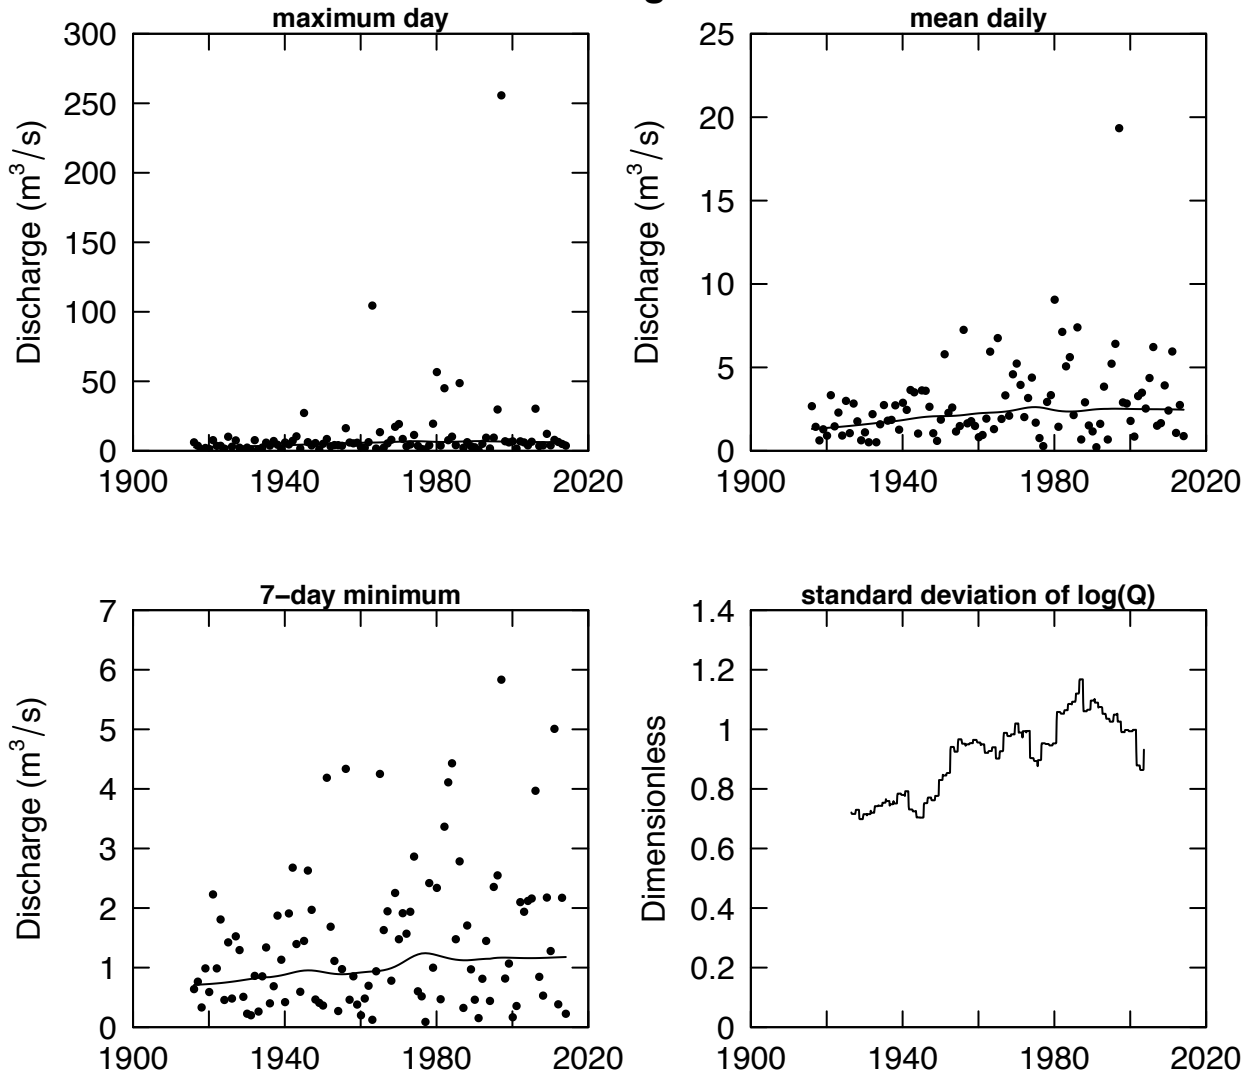 maximum day
300
250
200
150
100
50
0
Discharge (m³/s)
1900 1940 1980 2020
mean daily
25
20
15
10
5
0
Discharge (m³/s)
1900 1940 1980 2020
7−day minimum
7
6
5
4
3
2
1
0
Discharge (m³/s)
1900 1940 1980 2020
standard deviation of log(Q)
1.4
1.2
1
0.8
0.6
0.4
0.2
0
Dimensionless
1900 1940 1980 2020